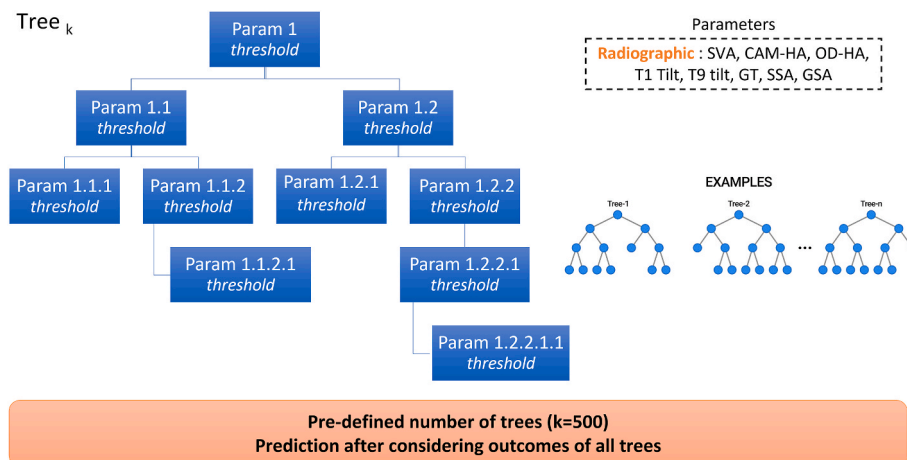 Tree k
Param 1
threshold
Param 1.1
threshold
Param 1.2
threshold
Param 1.1.1
threshold
Param 1.1.2
threshold
Param 1.2.1
threshold
Param 1.2.2
threshold
Param 1.1.2.1
threshold
Param 1.2.2.1
threshold
Param 1.2.2.1.1
threshold
Parameters
Radiographic : SVA, CAM-HA, OD-HA,
T1 Tilt, T9 tilt, GT, SSA, GSA
EXAMPLES
Tree-1
Tree-2
Tree-n
...
Pre-defined number of trees (k=500)
Prediction after considering outcomes of all trees